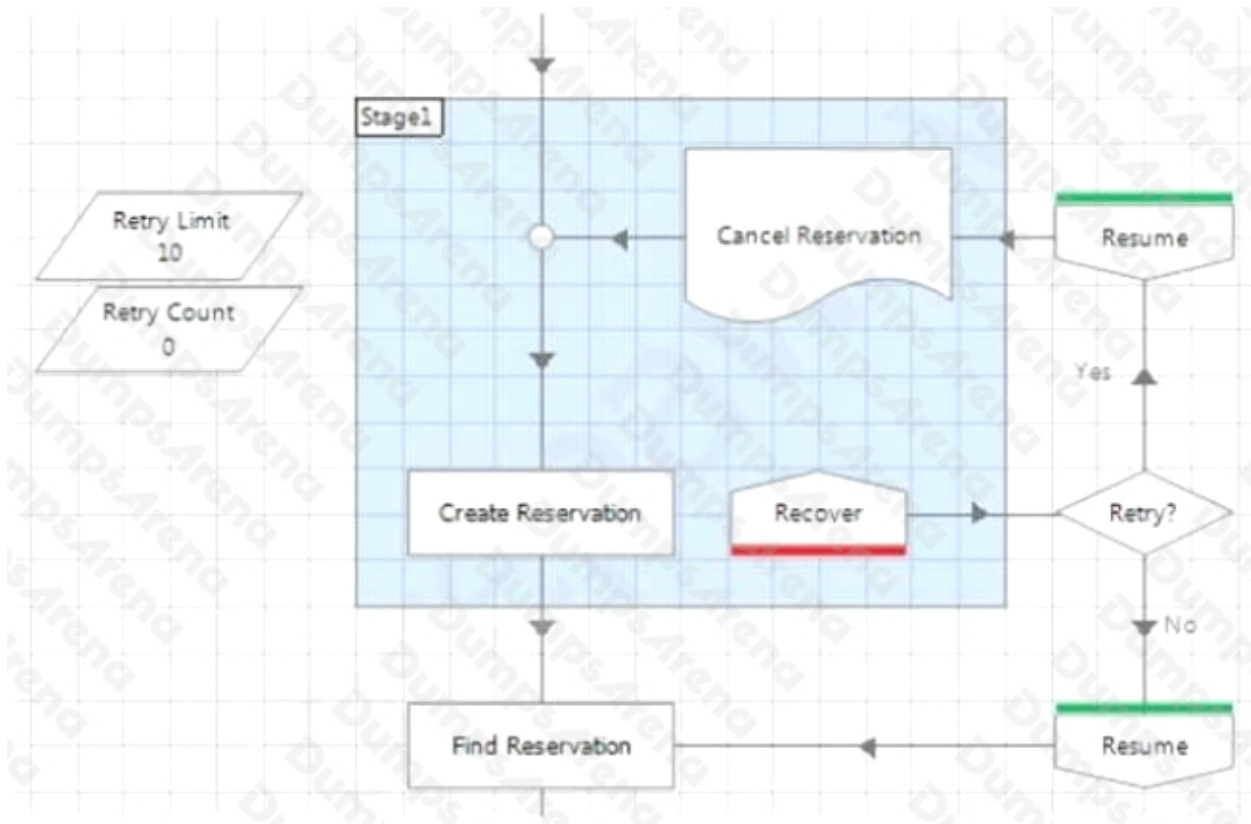 Stage1
Retry Limit
10
Retry Count
0
Cancel Reservation
Resume
Yes
Create Reservation
Recover
Retry?
No
Find Reservation
Resume
DumpsArena